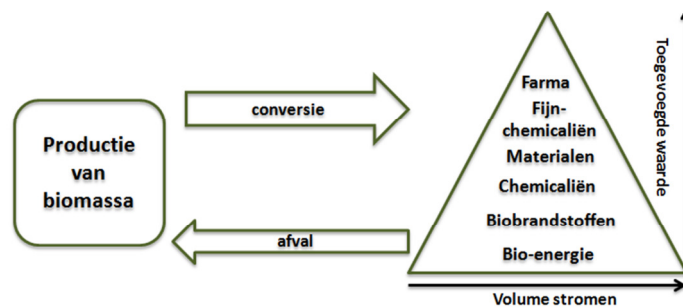 Productie
van
biomassa
conversie
afval
Farma
Fijn-
chemicaliën
Materialen
Chemicaliën
Biobrandstoffen
Bio-energie
Toegevoegde waarde
Volume stromen